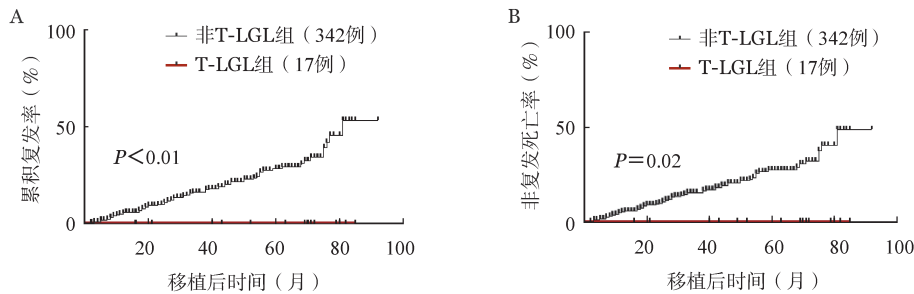 A
100
50
0
累积复发率（%）
非T-LGL组（342例）
T-LGL组（17例）
P＜0.01
20
40
60
80
100
移植后时间（月）
B
100
50
0
非复发死亡率（%）
非T-LGL组（342例）
T-LGL组（17例）
P＝0.02
20
40
60
80
100
移植后时间（月）